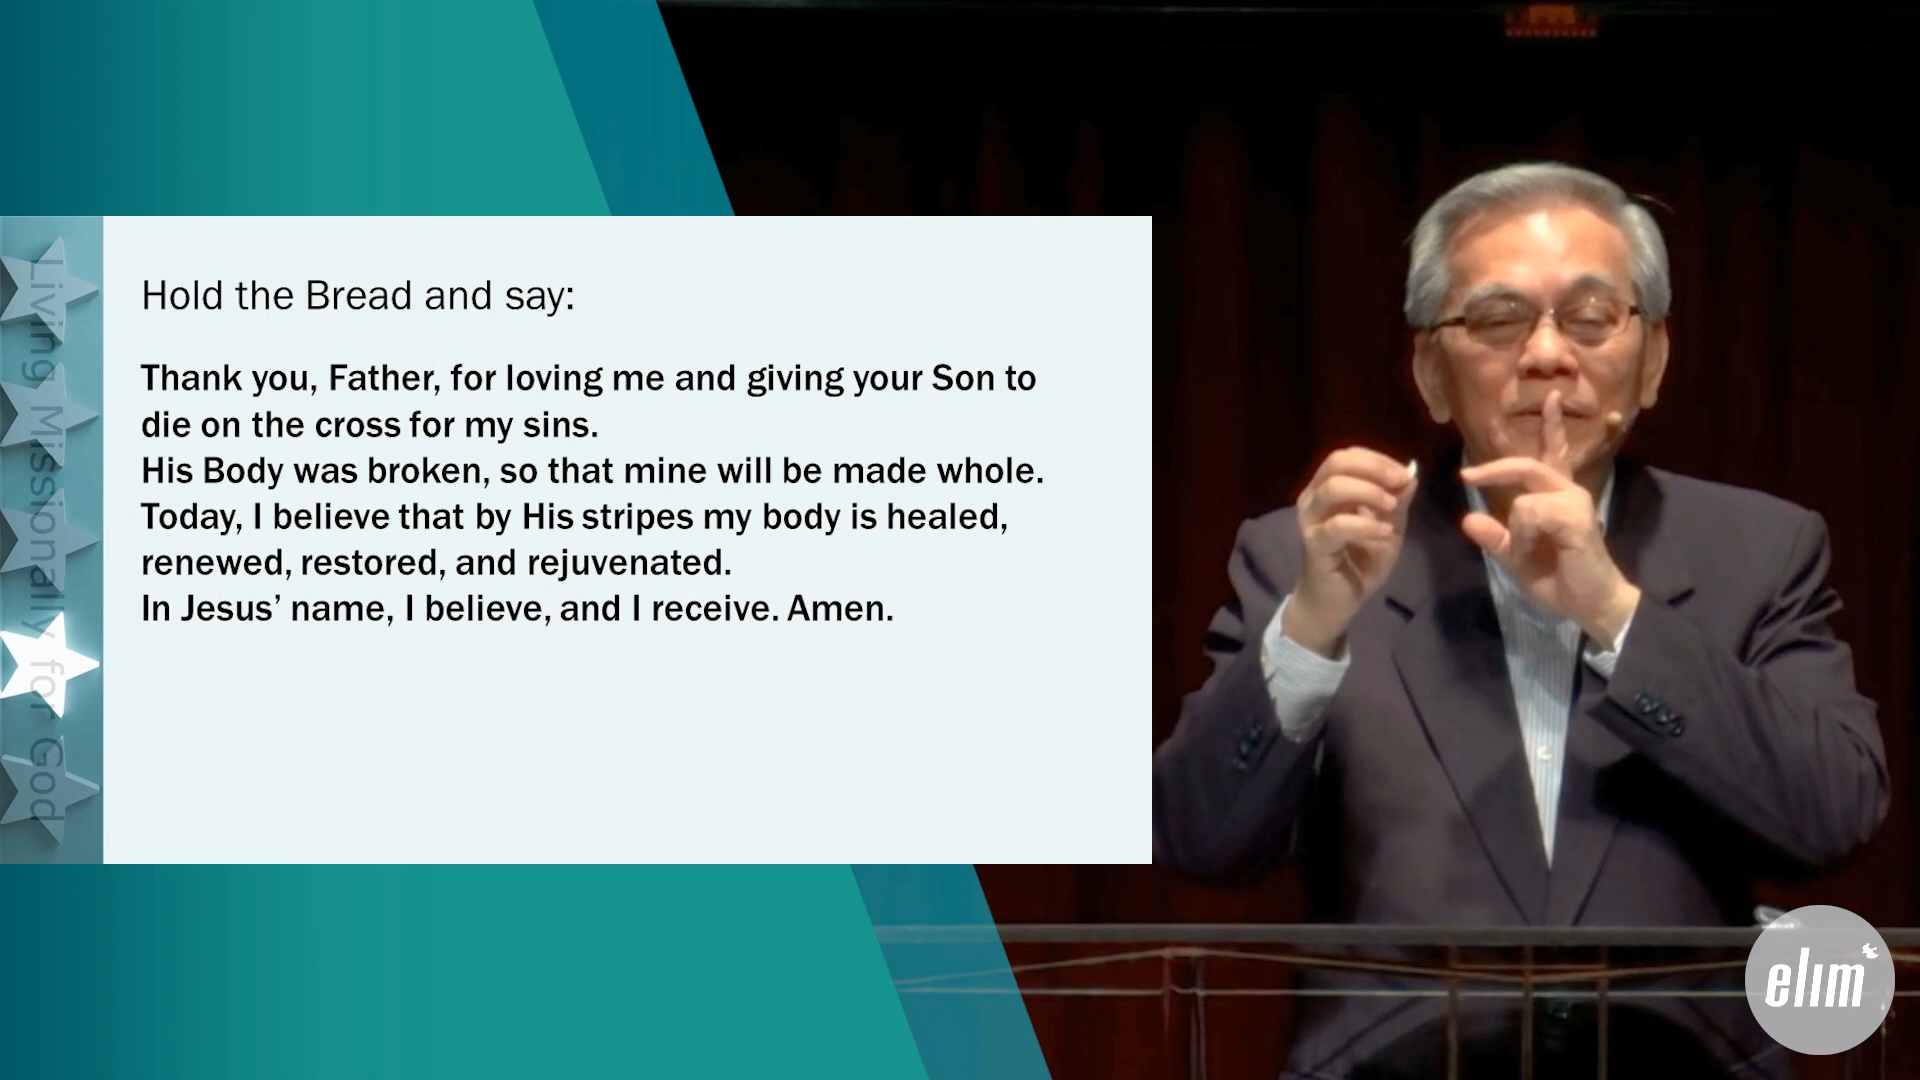 Living Missionally for God
Hold the Bread and say:
Thank you, Father, for loving me and giving your Son to
die on the cross for my sins.
His Body was broken, so that mine will be made whole.
Today, I believe that by His stripes my body is healed,
renewed, restored, and rejuvenated.
In Jesus’ name, I believe, and I receive. Amen.
elim